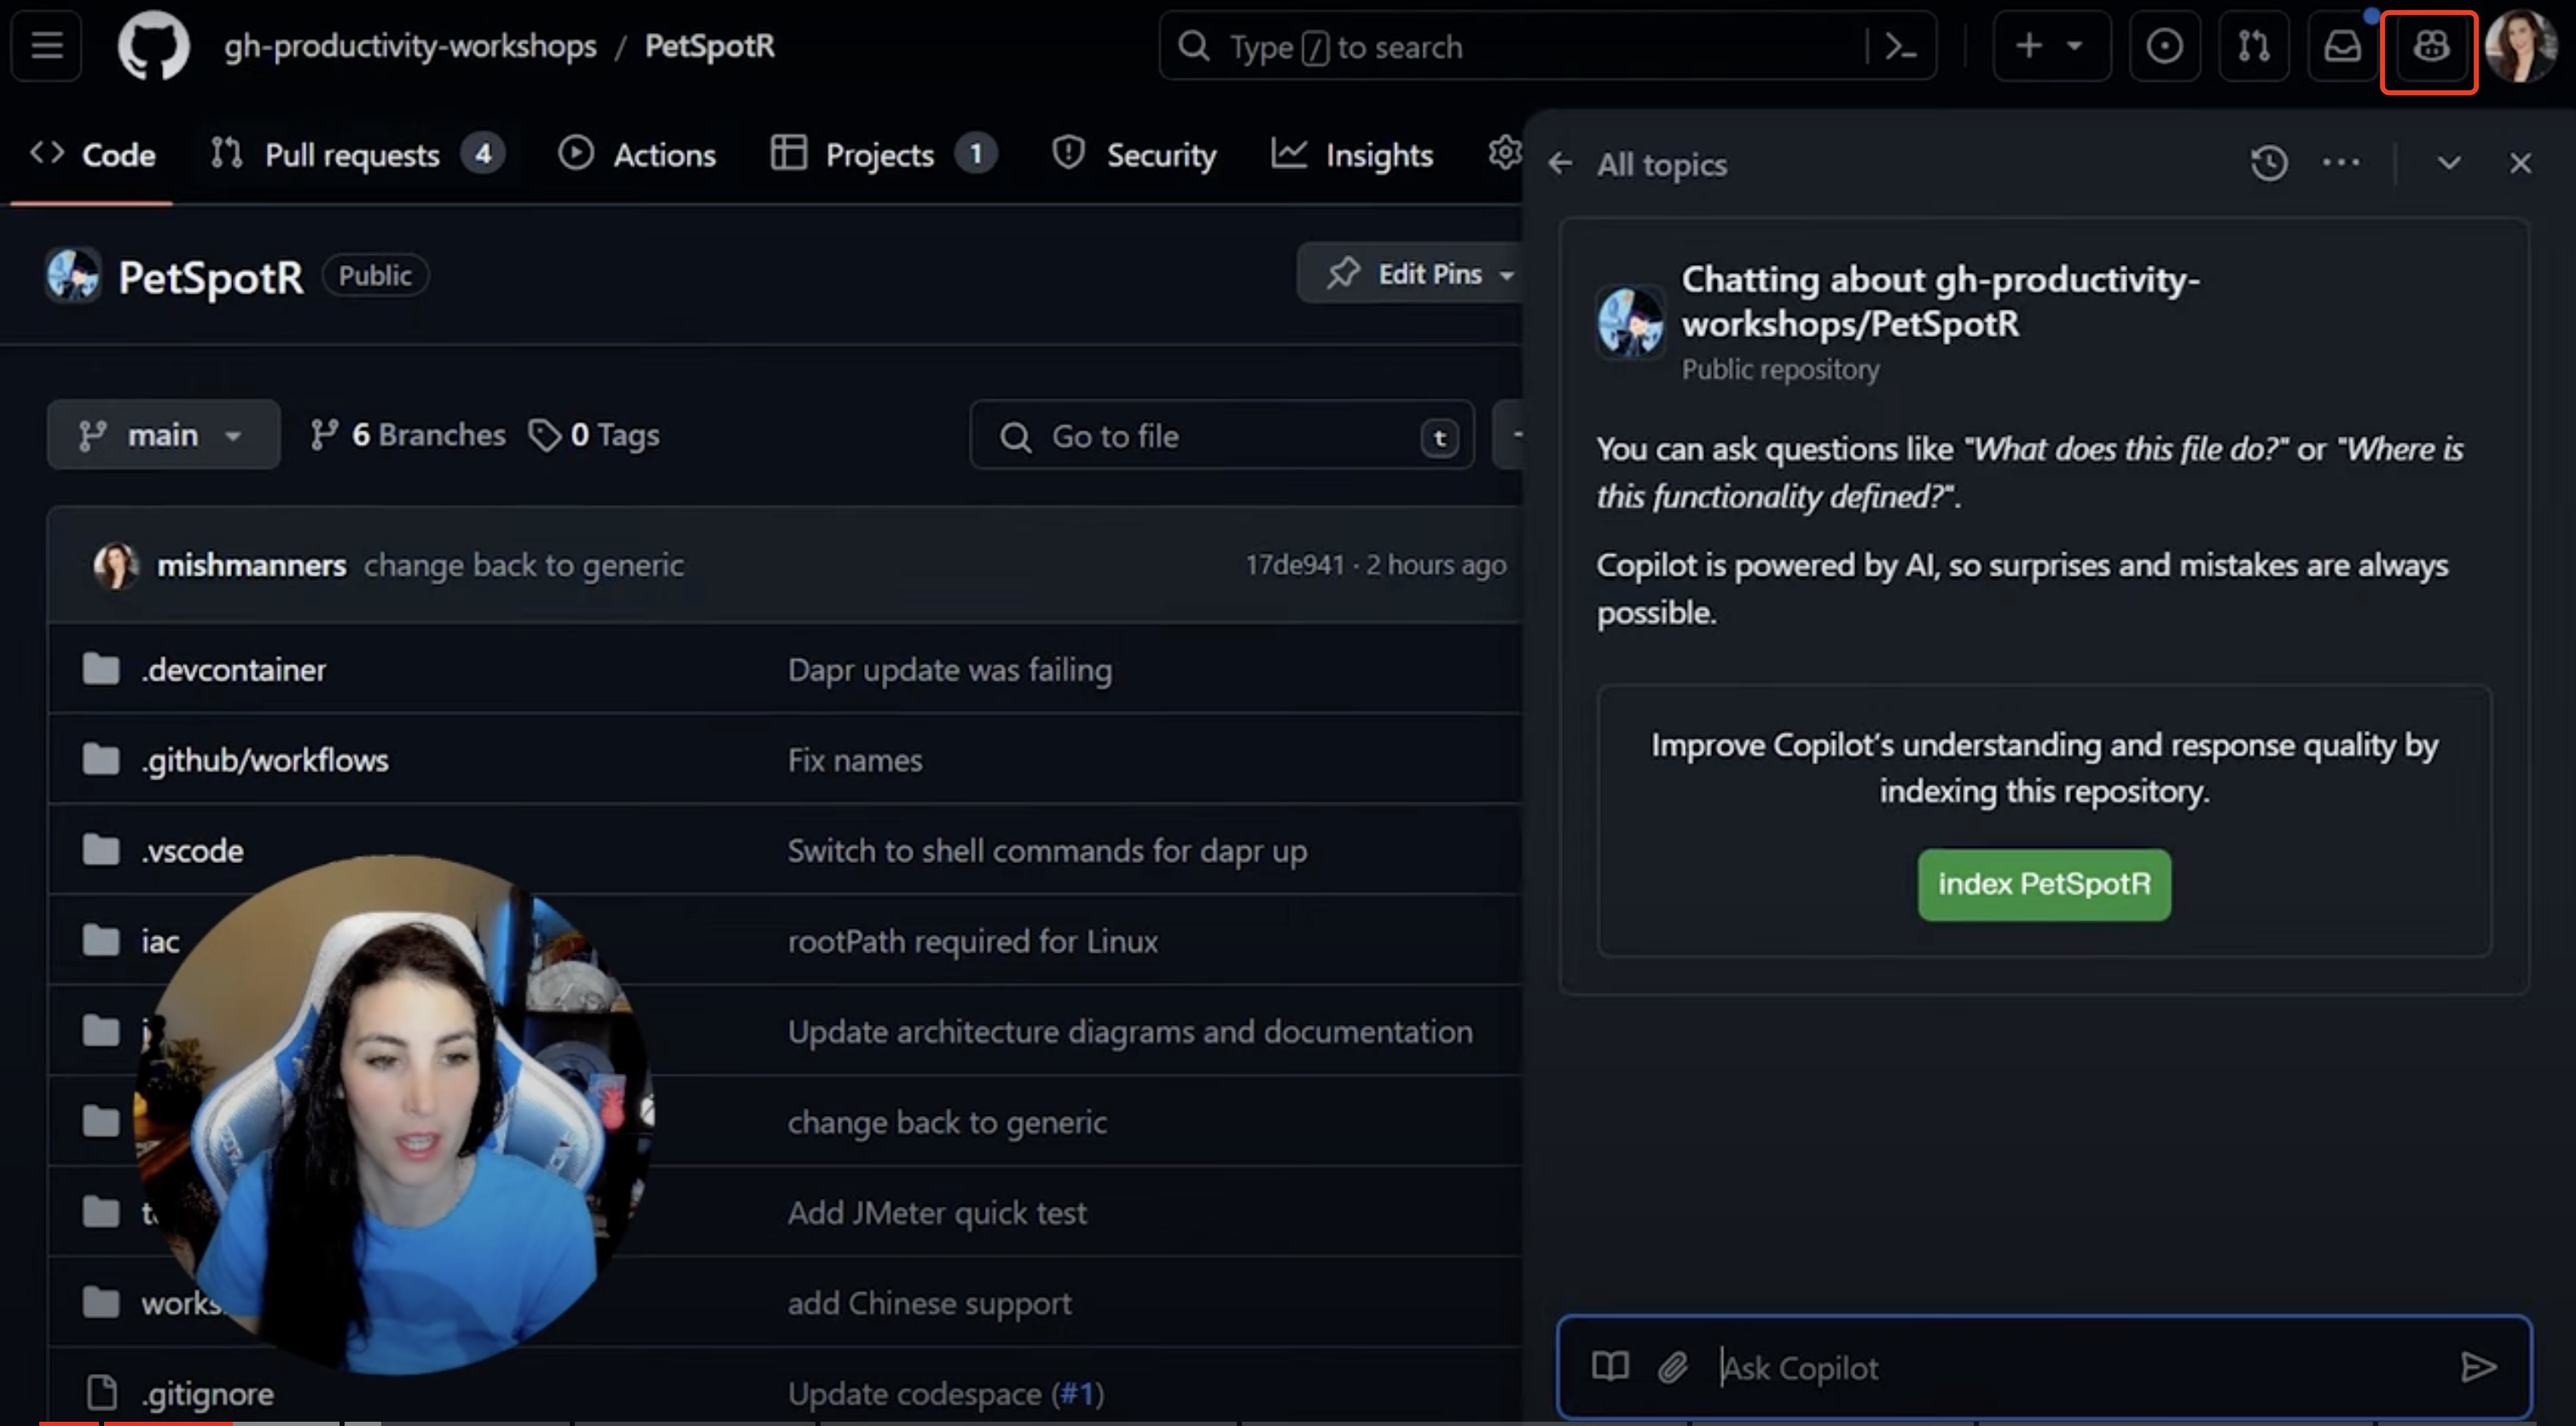 gh-productivity-workshops / PetSpotR
Type / to search
Code
Pull requests 4
Actions
Projects 1
Security
Insights
PetSpotR Public
Edit Pins
main
6 Branches
0 Tags
Go to file t
mishmanners change back to generic 17de941 · 2 hours ago
.devcontainer Dapr update was failing
.github/workflows Fix names
.vscode Switch to shell commands for dapr up
iac rootPath required for Linux
Update architecture diagrams and documentation
change back to generic
Add JMeter quick test
works add Chinese support
.gitignore Update codespace (#1)
All topics
Chatting about gh-productivity-
workshops/PetSpotR
Public repository
You can ask questions like "What does this file do?" or "Where is
this functionality defined?".
Copilot is powered by AI, so surprises and mistakes are always
possible.
Improve Copilot's understanding and response quality by
indexing this repository.
index PetSpotR
Ask Copilot